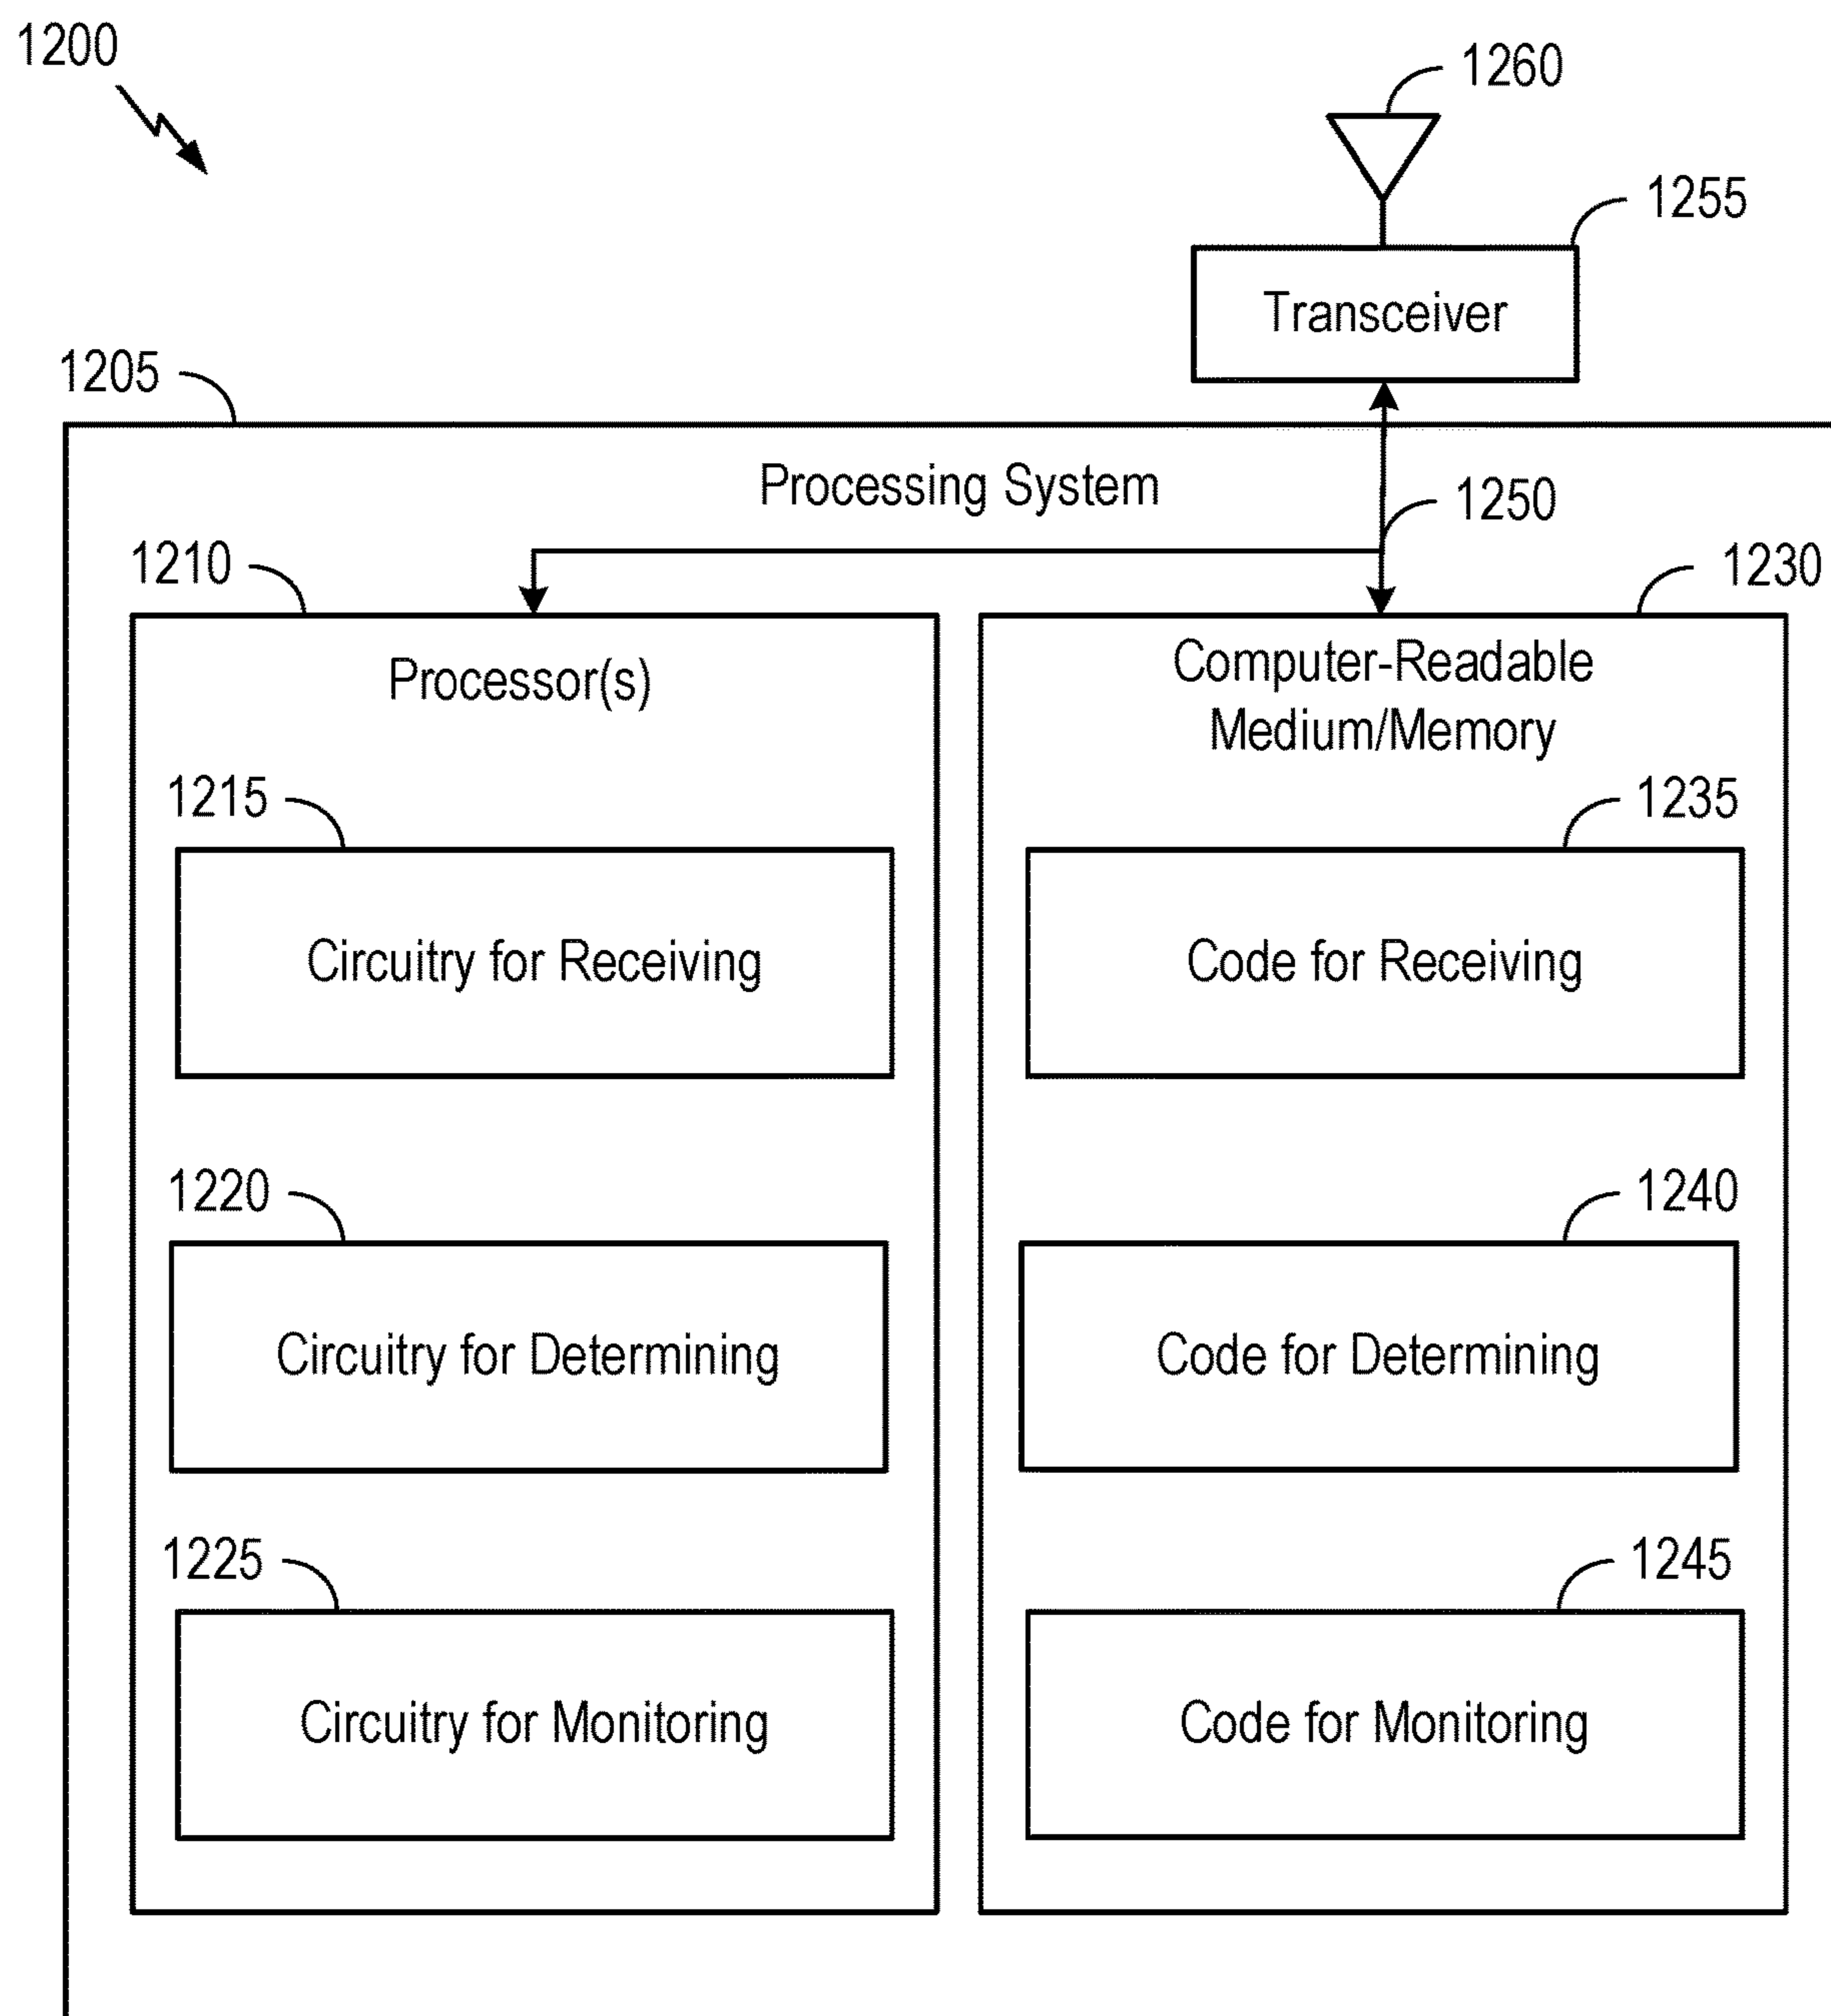 1200
1260
1255
Transceiver
1205
Processing System
1250
1210
1230
Processor(s)
Computer-Readable
Medium/Memory
1215
1235
Circuitry for Receiving
Code for Receiving
1220
1240
Circuitry for Determining
Code for Determining
1225
1245
Circuitry for Monitoring
Code for Monitoring